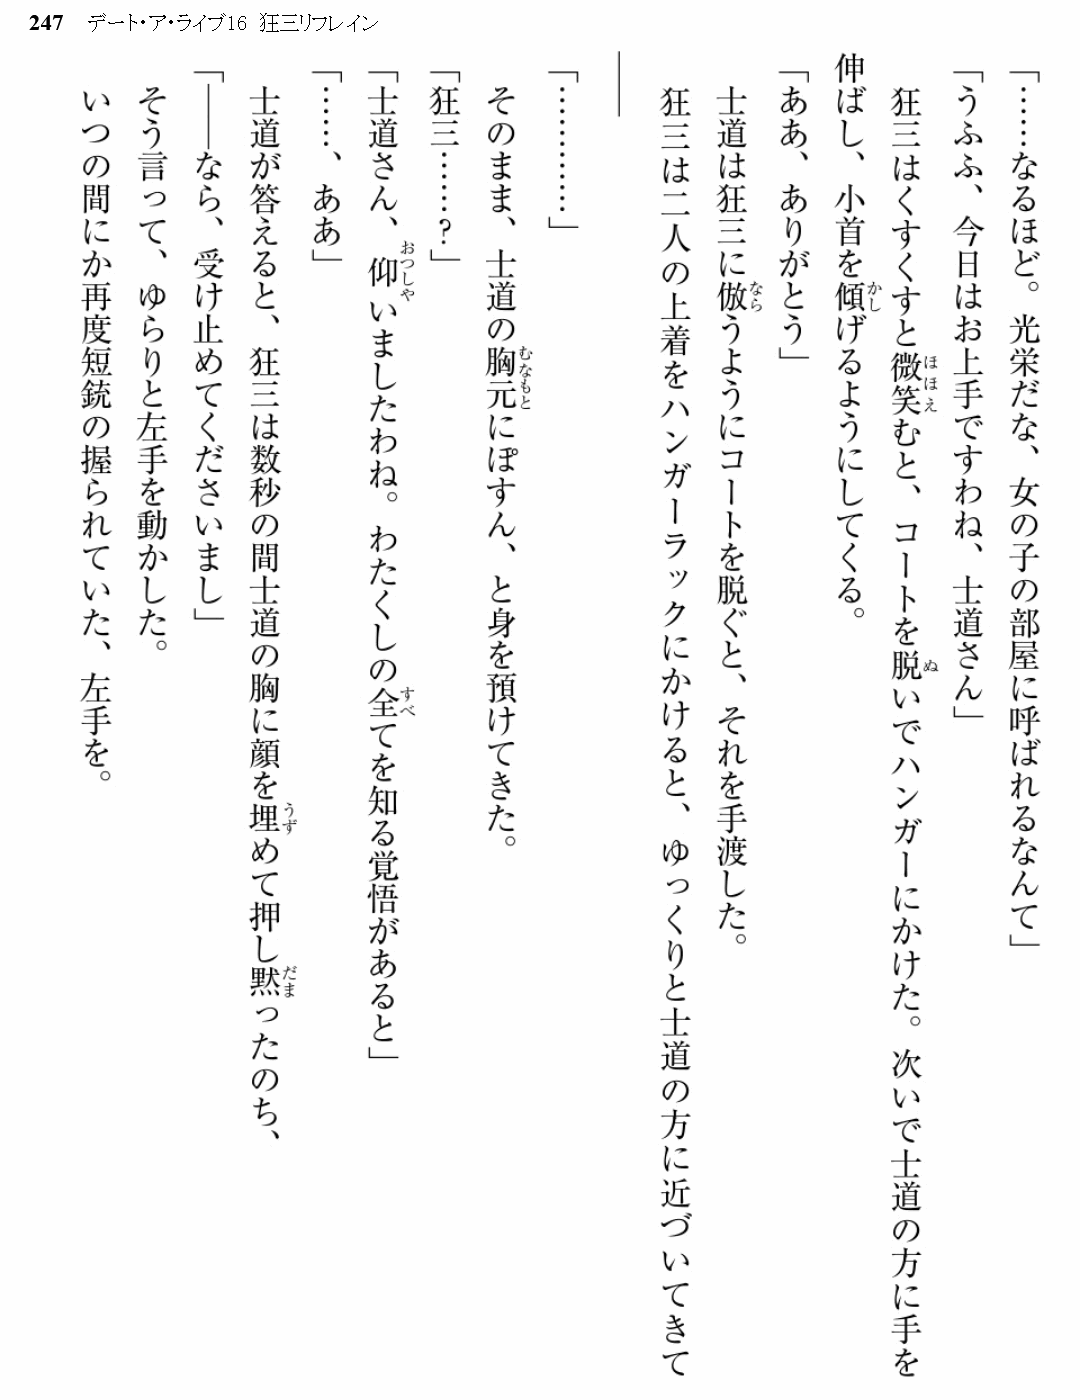 247　デート・ア・ライブ16 狂三リフレイン
「……なるほど。光栄だな、女の子の部屋に呼ばれるなんて」
「うふふ、今日はお上手ですわね、士道さん」
狂三はくすくすと微笑むと、コートを脱いでハンガーにかけた。次いで士道の方に手を
伸ばし、小首を傾げるようにしてくる。
「ああ、ありがとう」
士道は狂三に倣うようにコートを脱ぐと、それを手渡した。
狂三は二人の上着をハンガーラックにかけると、ゆっくりと士道の方に近づいてきて
――
「…………」
そのまま、士道の胸元にぽすん、と身を預けてきた。
「狂三……？」
「士道さん、仰いましたわね。わたくしの全てを知る覚悟があると」
「……、ああ」
士道が答えると、狂三は数秒の間士道の胸に顔を埋めて押し黙ったのち、
「――なら、受け止めてくださいまし」
そう言って、ゆらりと左手を動かした。
いつの間にか再度短銃の握られていた、左手を。